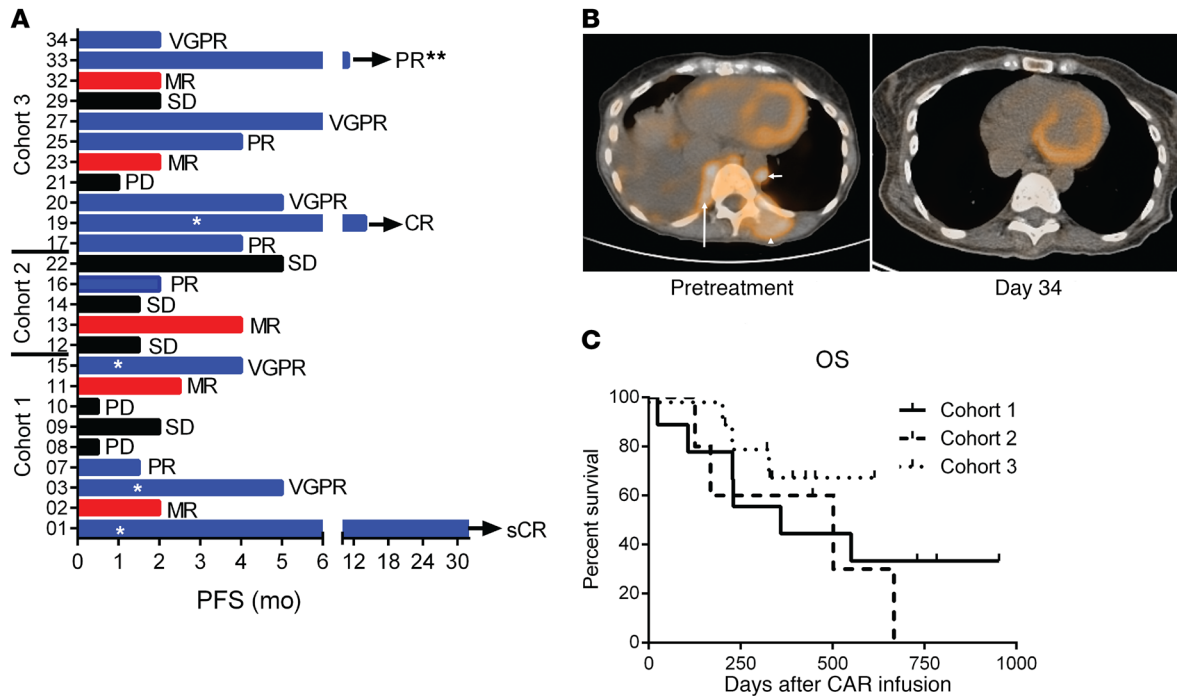 A
Cohort 3
34 VGPR
33 PR**
32 MR
29 SD
27 VGPR
25 PR
23 MR
21 PD
20 VGPR
19 * CR
17 PR
Cohort 2
22 SD
16 PR
14 SD
13 MR
12 SD
Cohort 1
15 * VGPR
11 MR
10 PD
09 SD
08 PD
07 PR
03 * VGPR
02 MR
01 * sCR
0 1 2 3 4 5 6 12 18 24 30
PFS (mo)
B
Pretreatment
Day 34
C
OS
Percent survival
100
80
60
40
20
0
Cohort 1
Cohort 2
Cohort 3
0 250 500 750 1000
Days after CAR infusion